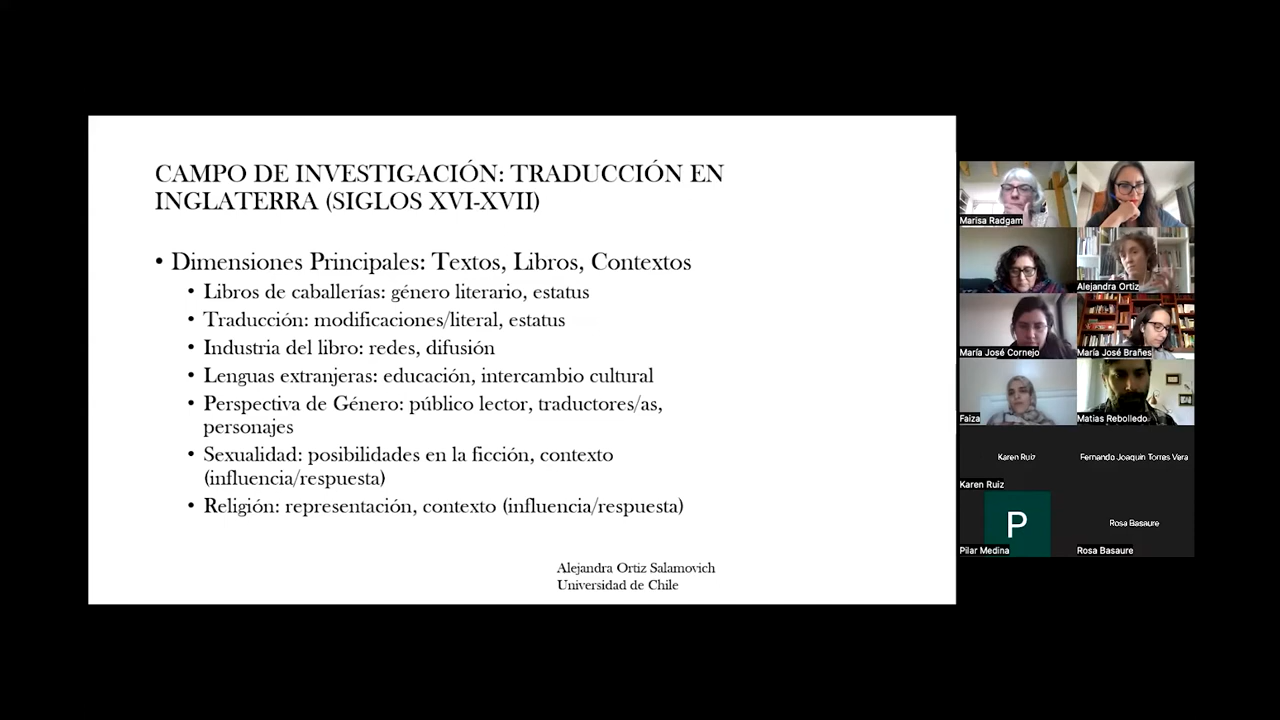 CAMPO DE INVESTIGACIÓN: TRADUCCIÓN EN
INGLATERRA (SIGLOS XVI-XVII)
• Dimensiones Principales: Textos, Libros, Contextos
• Libros de caballerías: género literario, estatus
• Traducción: modificaciones/literal, estatus
• Industria del libro: redes, difusión
• Lenguas extranjeras: educación, intercambio cultural
• Perspectiva de Género: público lector, traductores/as,
personajes
• Sexualidad: posibilidades en la ficción, contexto
(influencia/respuesta)
• Religión: representación, contexto (influencia/respuesta)
Alejandra Ortiz Salamovich
Universidad de Chile
Marisa Radgam
Alejandra Ortiz
María José Cornejo
María José Brañes
Faiza
Matias Rebolledo
Karen Ruiz
Fernando Joaquin Torres Vera
Karen Ruiz
P
Rosa Basaure
Pilar Medina
Rosa Basaure